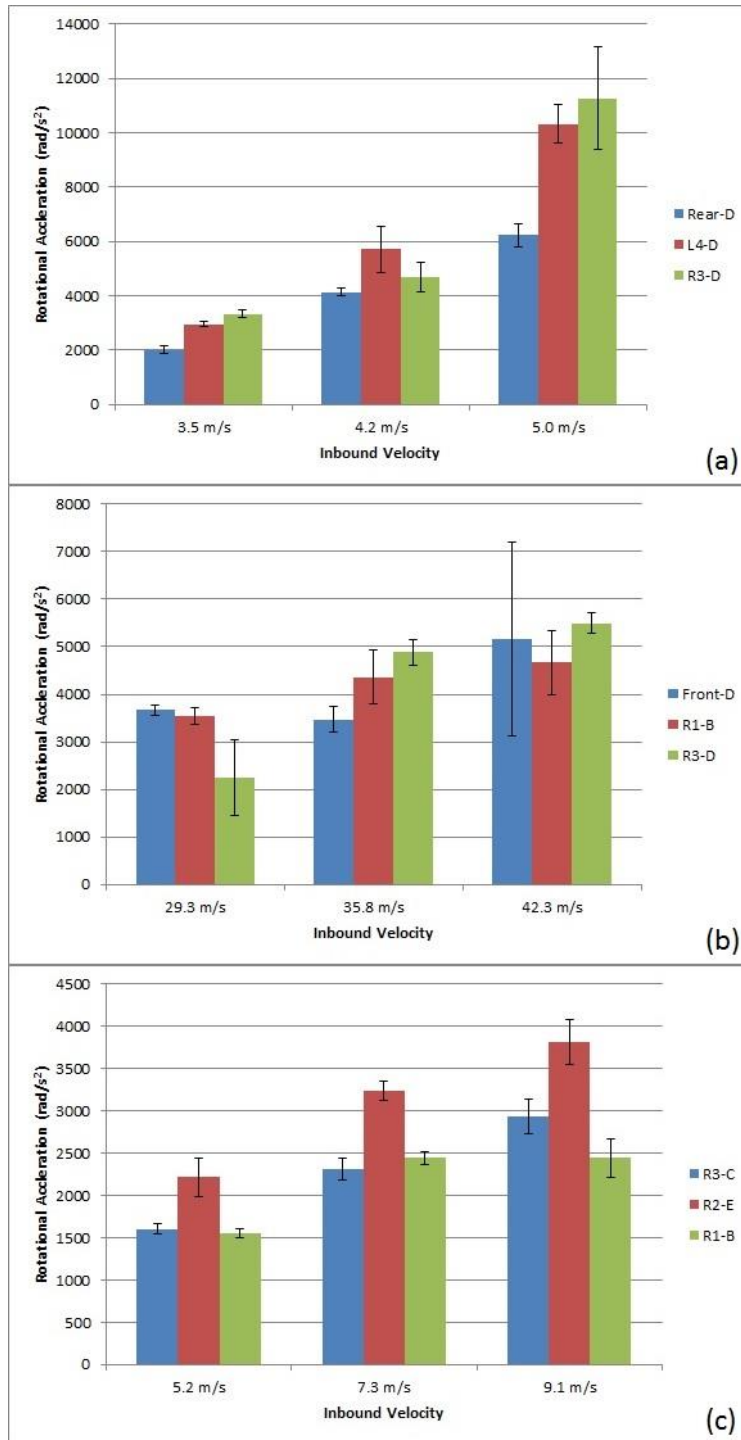 14000
12000
10000
8000
6000
4000
2000
0
Rotational Accleration (rad/s²)
3.5 m/s 4.2 m/s 5.0 m/s
Inbound Velocity
Rear-D
L4-D
R3-D
(a)
8000
7000
6000
5000
4000
3000
2000
1000
0
Rotational Accleration (rad/s²)
29.3 m/s 35.8 m/s 42.3 m/s
Inbound Velocity
Front-D
R1-B
R3-D
(b)
4500
4000
3500
3000
2500
2000
1500
1000
500
0
Rotational Accleration (rad/s²)
5.2 m/s 7.3 m/s 9.1 m/s
Inbound Velocity
R3-C
R2-E
R1-B
(c)